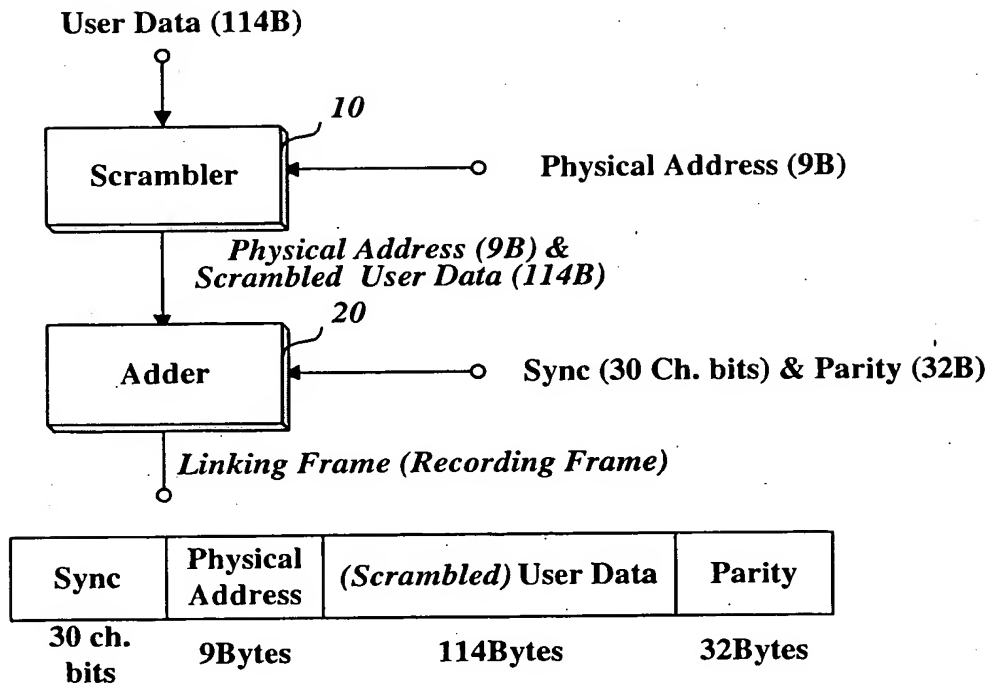 User Data (114B)
10
Scrambler
Physical Address (9B)
Physical Address (9B) &
Scrambled User Data (114B)
20
Adder
Sync (30 Ch. bits) & Parity (32B)
Linking Frame (Recording Frame)
Sync
Physical
Address
(Scrambled) User Data
Parity
30 ch.
bits
9Bytes
114Bytes
32Bytes